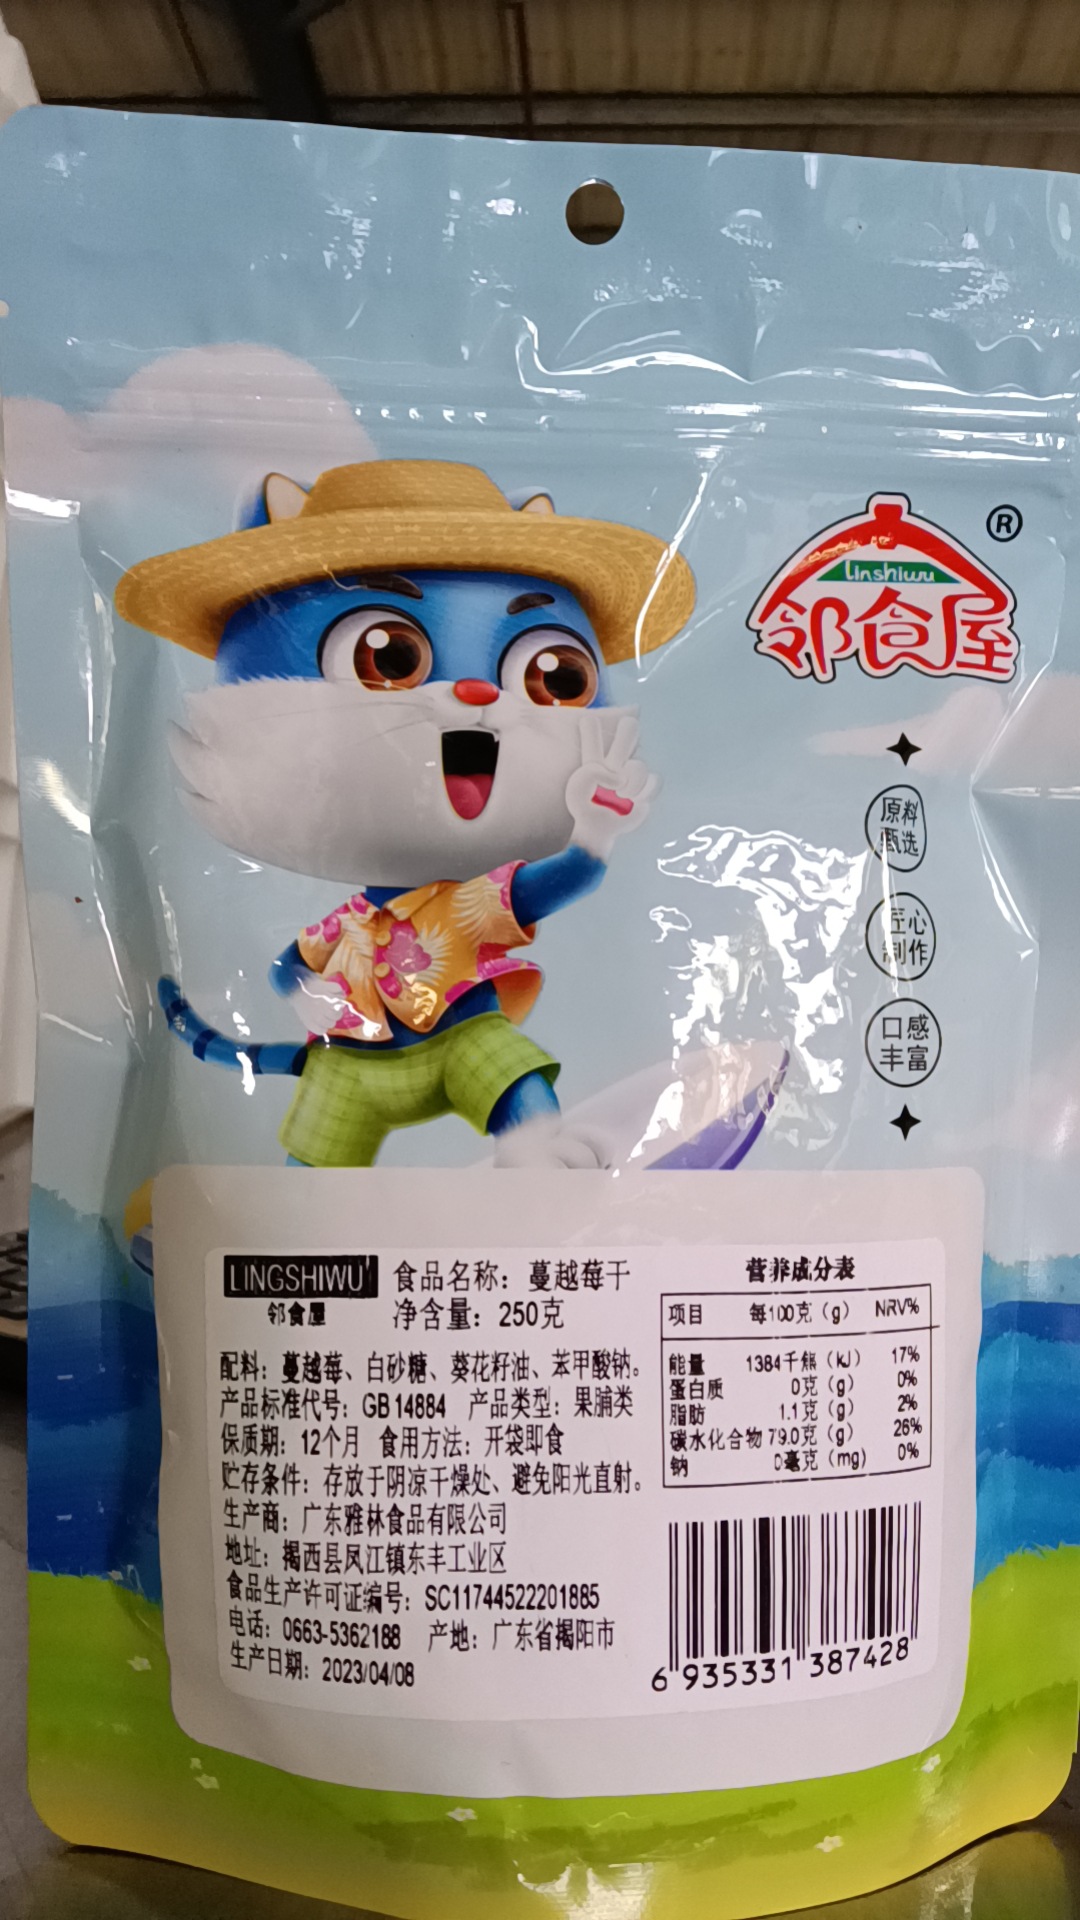 linshiwu
邻食屋
®
原料
甄选
匠心
制作
口感
丰富
LINGSHIWU
邻食屋
食品名称：蔓越莓干
净含量：250克
配料：蔓越莓、白砂糖、葵花籽油、苯甲酸钠。
产品标准代号：GB14884 产品类型：果脯类
保质期：12个月 食用方法：开袋即食
贮存条件：存放于阴凉干燥处、避免阳光直射。
生产商：广东雅林食品有限公司
地址：揭西县凤江镇东丰工业区
食品生产许可证编号：SC11744522201885
电话：0663-5362188 产地：广东省揭阳市
生产日期：2023/04/08
营养成分表
项目 每100克（g） NRV%
能量 1384千焦（kJ） 17%
蛋白质 0克（g） 0%
脂肪 1.1克（g） 2%
碳水化合物 79.0克（g） 26%
钠 0毫克（mg） 0%
6 935331 387428